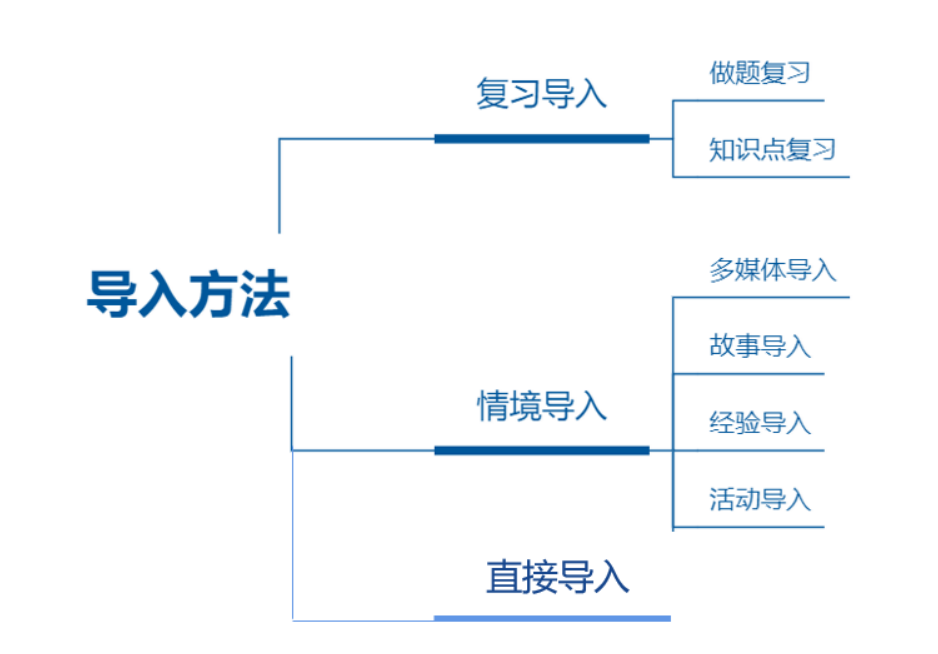 导入方法
复习导入
做题复习
知识点复习
情境导入
多媒体导入
故事导入
经验导入
活动导入
直接导入